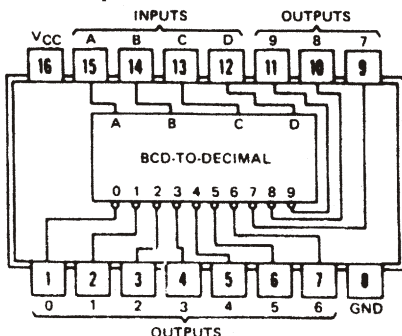 INPUTS OUTPUTS
VCC A B C D 9 8 7
16 15 14 13 12 11 10 9
A B C D
BCD-TO-DECIMAL
0 1 2 3 4 5 6 7 8 9
1 2 3 4 5 6 7 8
0 1 2 3 4 5 6 GND
OUTPUTS